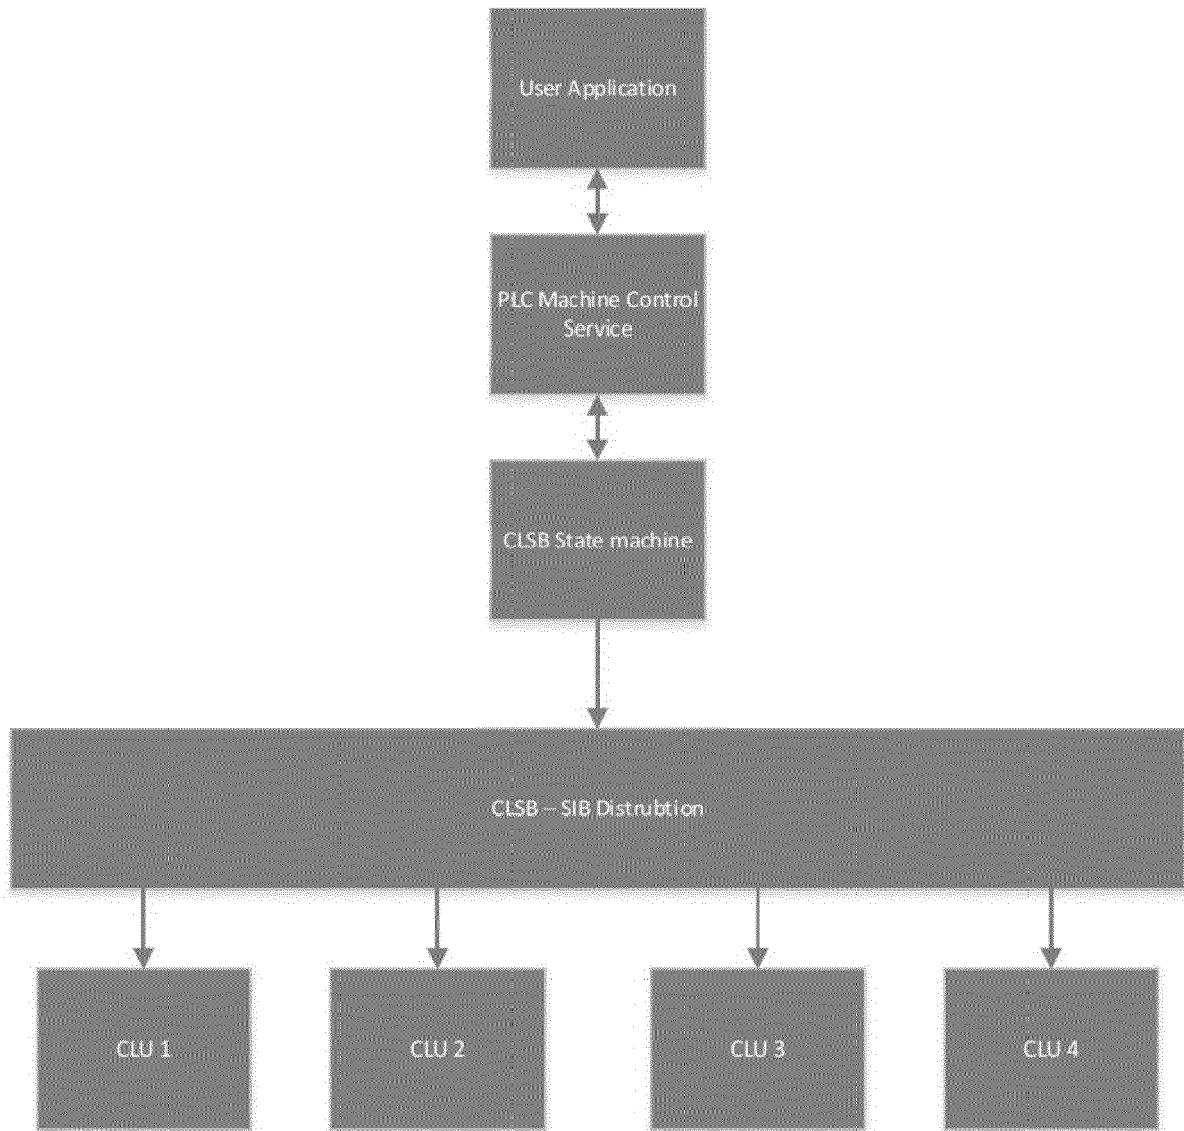 User Application
PLC Machine Control
Service
CLSB State machine
CLSB – SIB Distrubtion
CLU 1
CLU 2
CLU 3
CLU 4